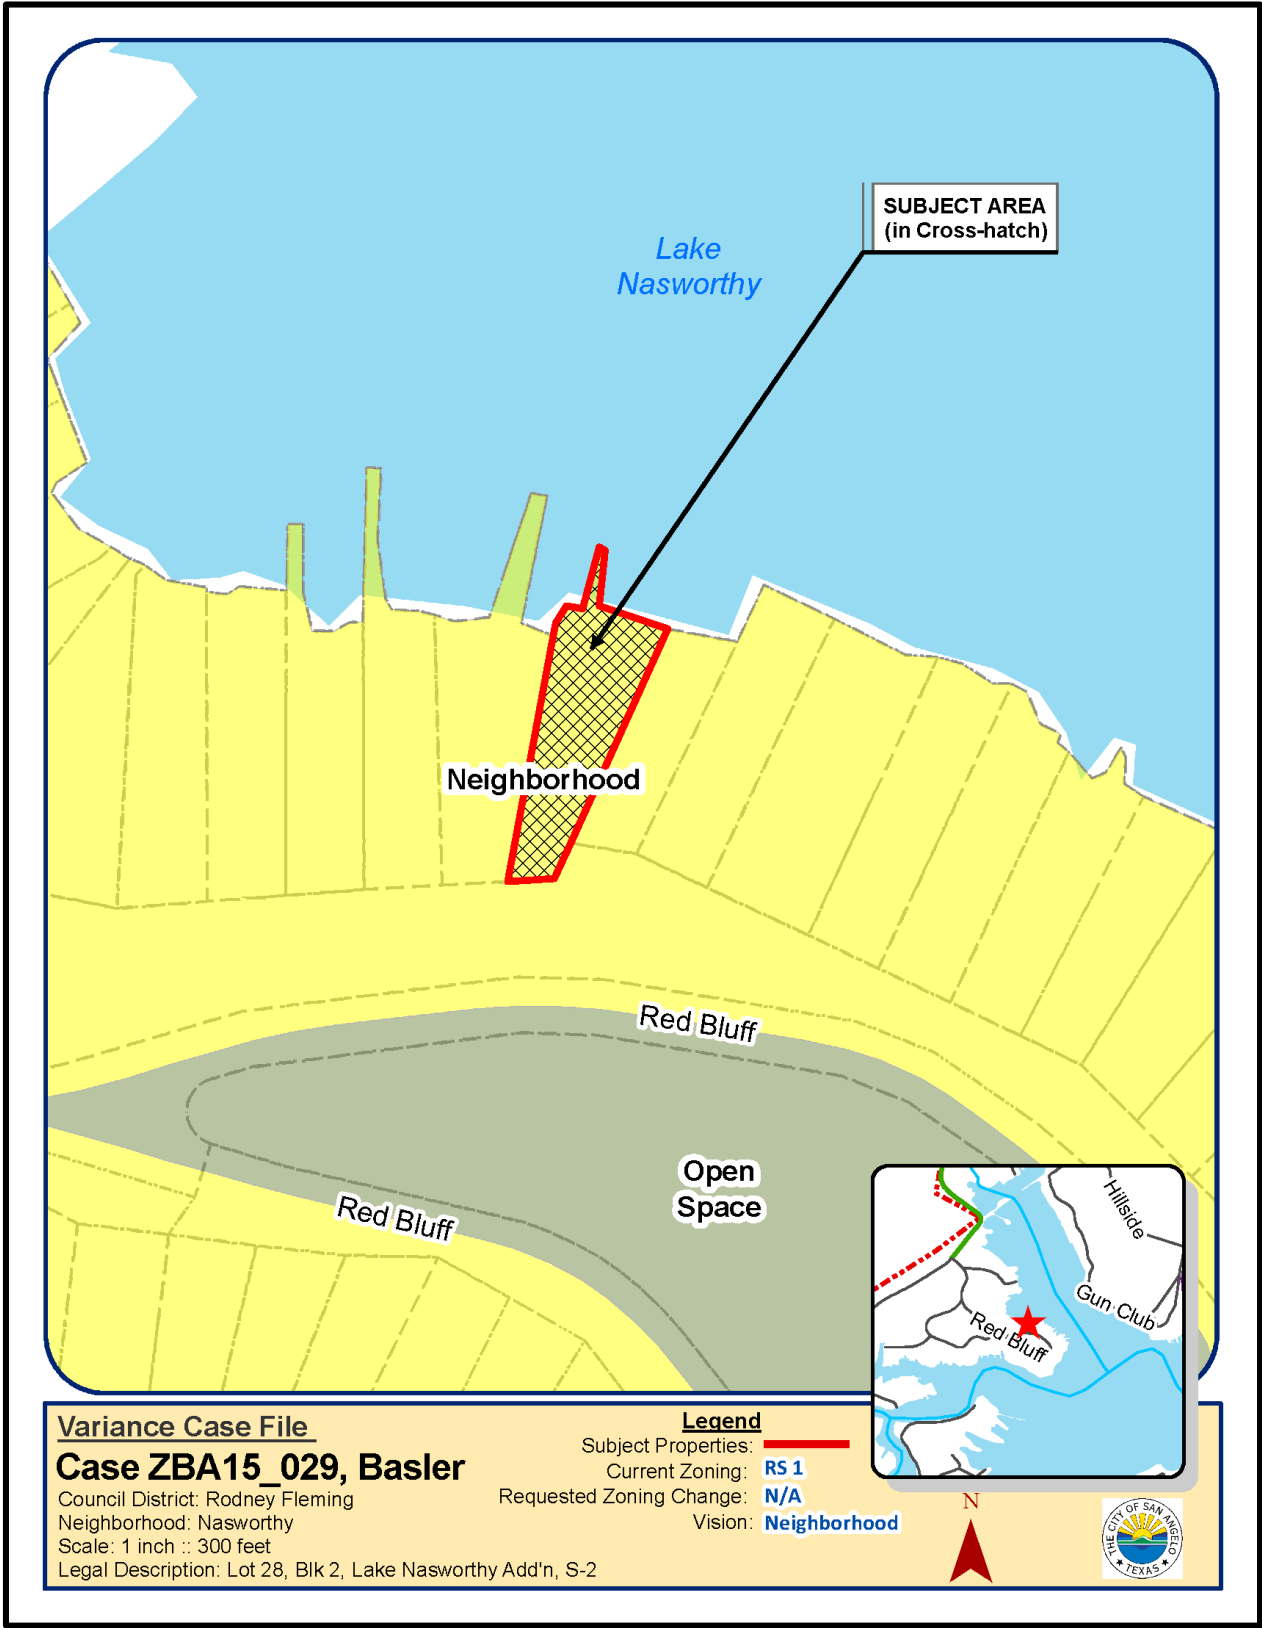 SUBJECT AREA
(in Cross-hatch)
Lake
Nasworthy
Neighborhood
Red Bluff
Open
Space
Red Bluff
Hillside
Gun Club
Red Bluff
Variance Case File
Case ZBA15_029, Basler
Council District: Rodney Fleming
Neighborhood: Nasworthy
Scale: 1 inch :: 300 feet
Legal Description: Lot 28, Blk 2, Lake Nasworthy Add'n, S-2
Legend
Subject Properties:
Current Zoning: RS 1
Requested Zoning Change: N/A
Vision: Neighborhood
N
THE CITY OF SAN ANGELO
TEXAS